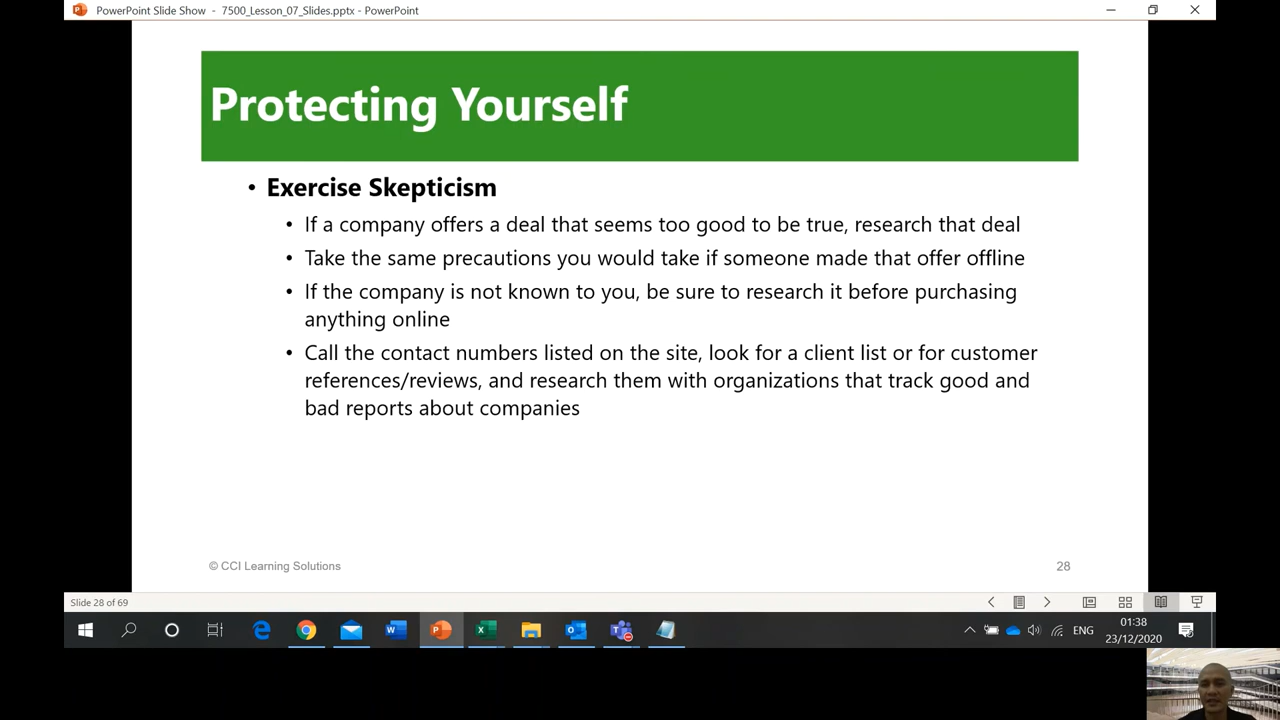 PowerPoint Slide Show - 7500_Lesson_07_Slides.pptx - PowerPoint
Protecting Yourself
• Exercise Skepticism
• If a company offers a deal that seems too good to be true, research that deal
• Take the same precautions you would take if someone made that offer offline
• If the company is not known to you, be sure to research it before purchasing
anything online
• Call the contact numbers listed on the site, look for a client list or for customer
references/reviews, and research them with organizations that track good and
bad reports about companies
© CCI Learning Solutions
28
Slide 28 of 69
ENG
01:38
23/12/2020